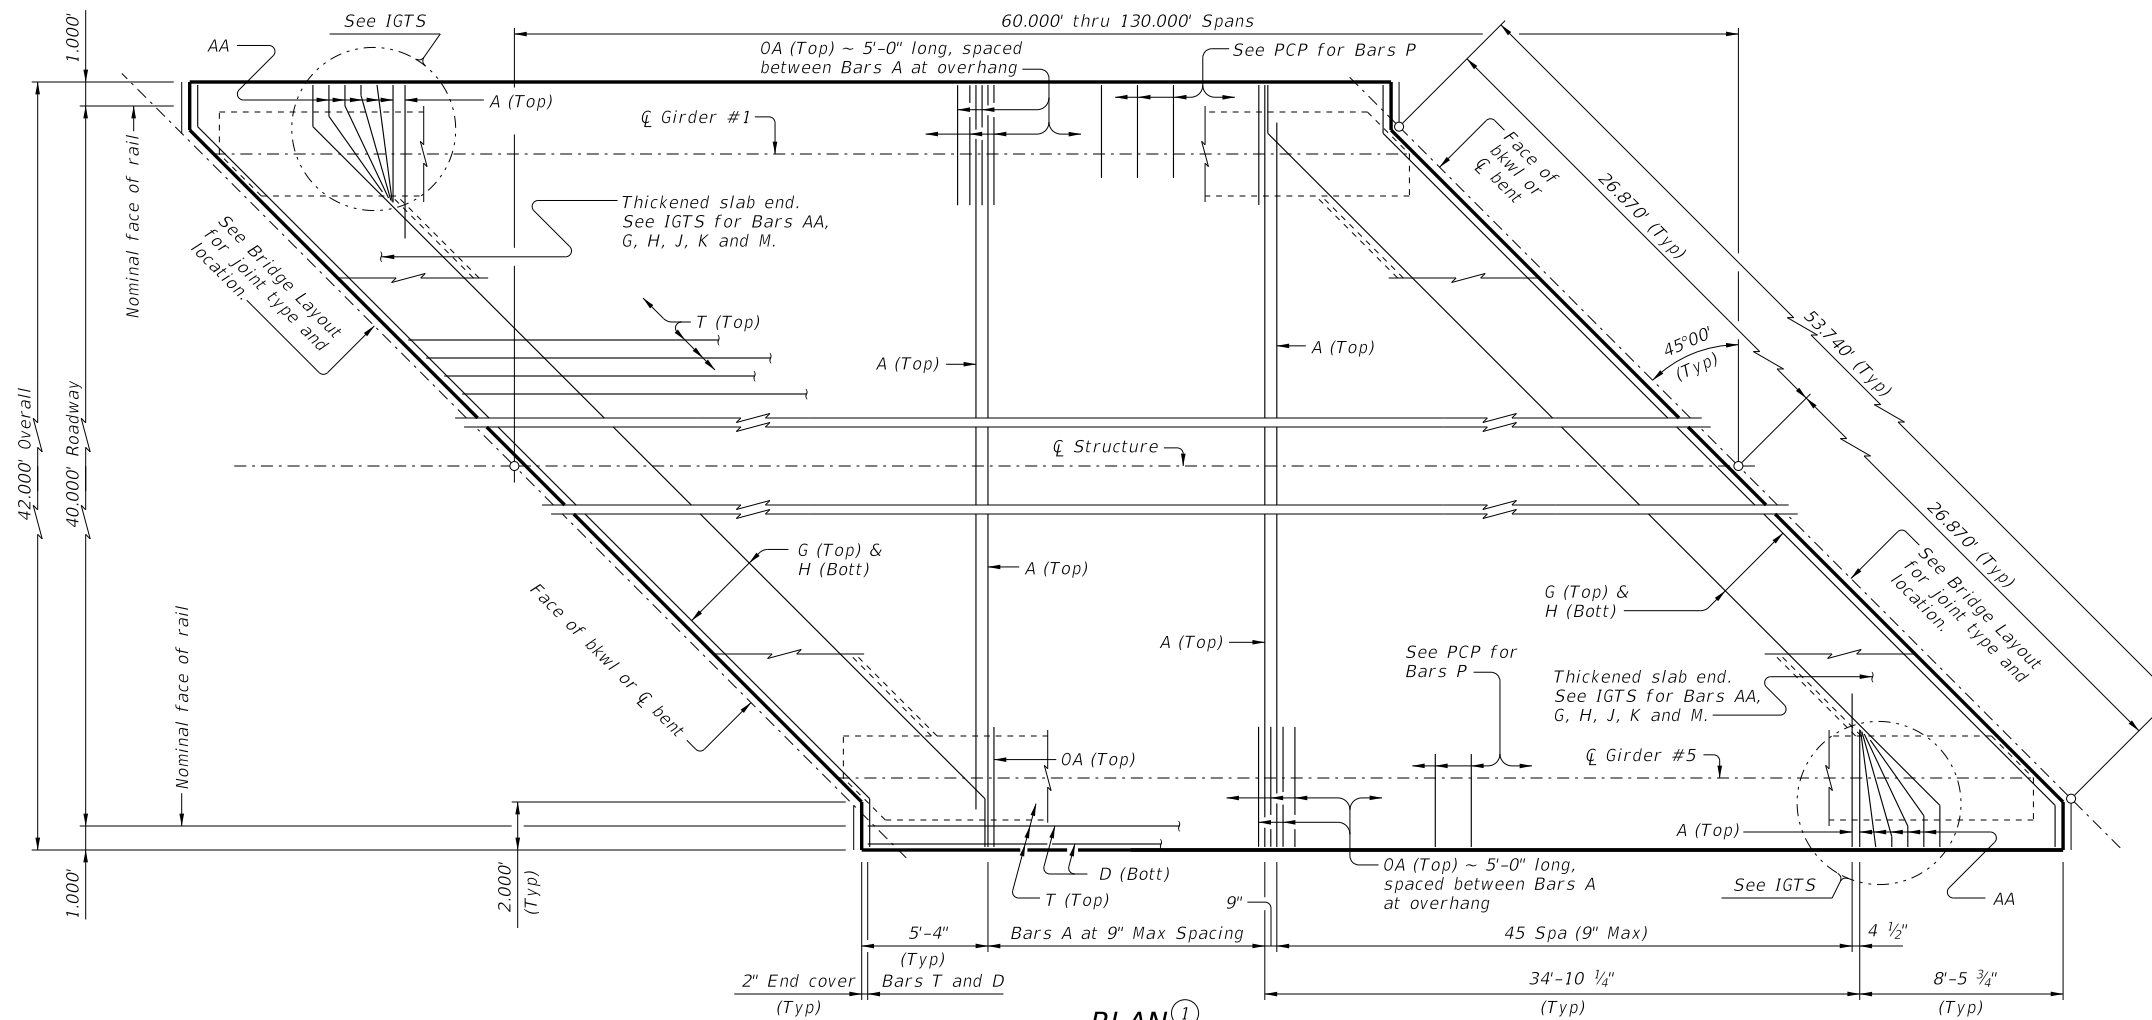 See IGTS
60.000' thru 130.000' Spans
1.000'
AA
OA (Top) ~ 5'-0" long, spaced
between Bars A at overhang
See PCP for Bars P
A (Top)
℄ Girder #1
Nominal face of rail
Face of
bkwl or
℄ bent
26.870' (Typ)
53.740' (Typ)
Thickened slab end.
See IGTS for Bars AA,
G, H, J, K and M.
See Bridge Layout
for joint type and
location.
T (Top)
A (Top)
A (Top)
45°00'
(Typ)
42.000' Overall
40.000' Roadway
℄ Structure
26.870' (Typ)
G (Top) &
H (Bott)
A (Top)
G (Top) &
H (Bott)
See Bridge Layout
for joint type and
location.
Face of bkwl or ℄ bent
Nominal face of rail
A (Top)
See PCP for
Bars P
Thickened slab end.
See IGTS for Bars AA,
G, H, J, K and M.
OA (Top)
℄ Girder #5
A (Top)
1.000'
2.000'
(Typ)
D (Bott)
T (Top)
OA (Top) ~ 5'-0" long,
spaced between Bars A
at overhang
See IGTS
AA
9"
5'-4"
(Typ)
Bars A at 9" Max Spacing
45 Spa (9" Max)
4 ½"
2" End cover
(Typ)
Bars T and D
34'-10 ¼"
(Typ)
8'-5 ¾"
(Typ)
PLAN 1